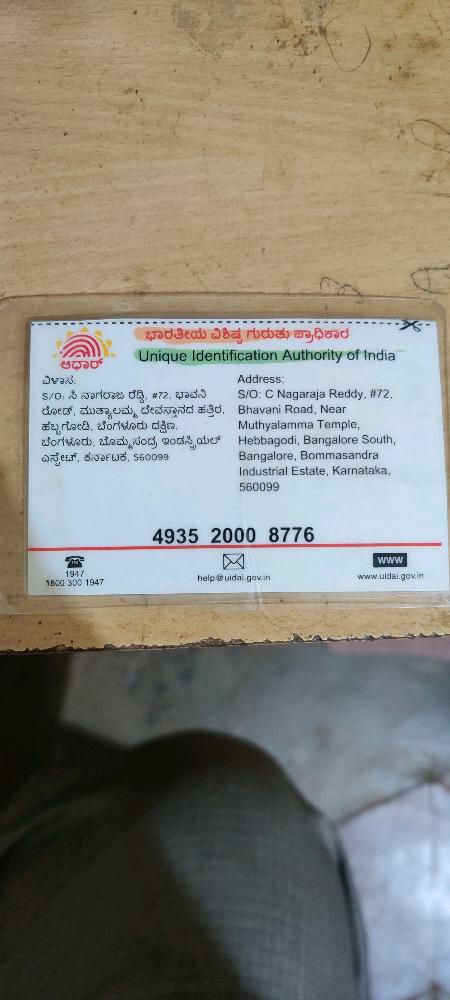 ಭಾರತೀಯ ವಿಶಿಷ್ಟ ಗುರುತು ಪ್ರಾಧಿಕಾರ
Unique Identification Authority of India
ಆಧಾರ್
ವಿಳಾಸ:
S/O: ಸಿ ನಾಗರಾಜ ರೆಡ್ಡಿ, #72, ಭಾವನಿ
ರೋಡ್, ಮುತ್ಯಾಲಮ್ಮ ದೇವಸ್ತಾನದ ಹತ್ತಿರ,
ಹೆಬ್ಬಗೋಡಿ, ಬೆಂಗಳೂರು ದಕ್ಷಿಣ,
ಬೆಂಗಳೂರು, ಬೊಮ್ಮಸಂದ್ರ ಇಂಡಸ್ಟ್ರಿಯಲ್
ಎಸ್ಟೇಟ್, ಕರ್ನಾಟಕ, 560099
Address:
S/O: C Nagaraja Reddy, #72,
Bhavani Road, Near
Muthyalamma Temple,
Hebbagodi, Bangalore South,
Bangalore, Bommasandra
Industrial Estate, Karnataka,
560099
4935 2000 8776
1947
1800 300 1947
help@uidai.gov.in
www
www.uidai.gov.in